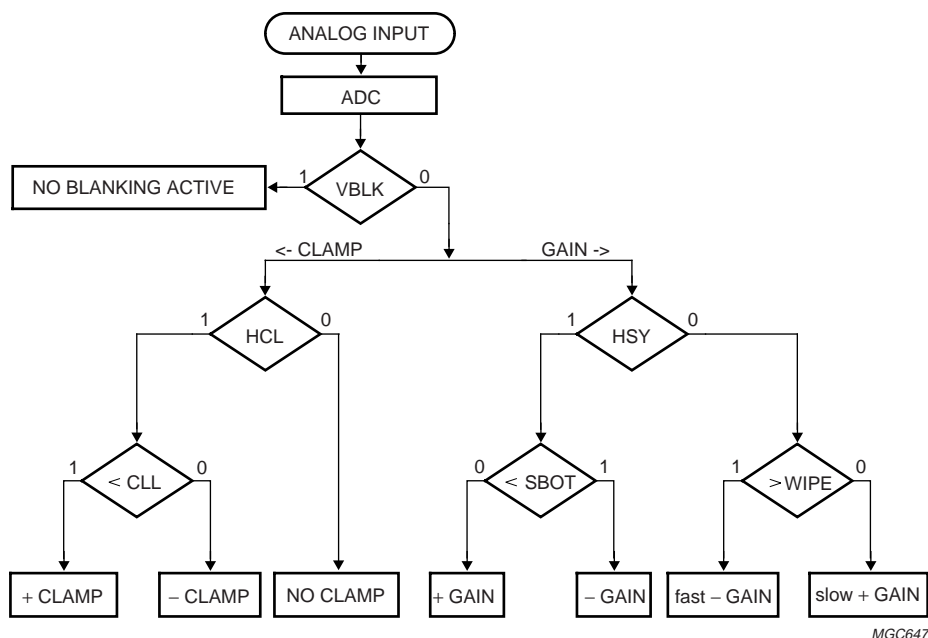 ANALOG INPUT
ADC
1 VBLK 0
NO BLANKING ACTIVE
<- CLAMP GAIN ->
1 HCL 0
1 HSY 0
1 < CLL 0
0 < SBOT 1
1 > WIPE 0
+ CLAMP
− CLAMP
NO CLAMP
+ GAIN
− GAIN
fast − GAIN
slow + GAIN
MGC647